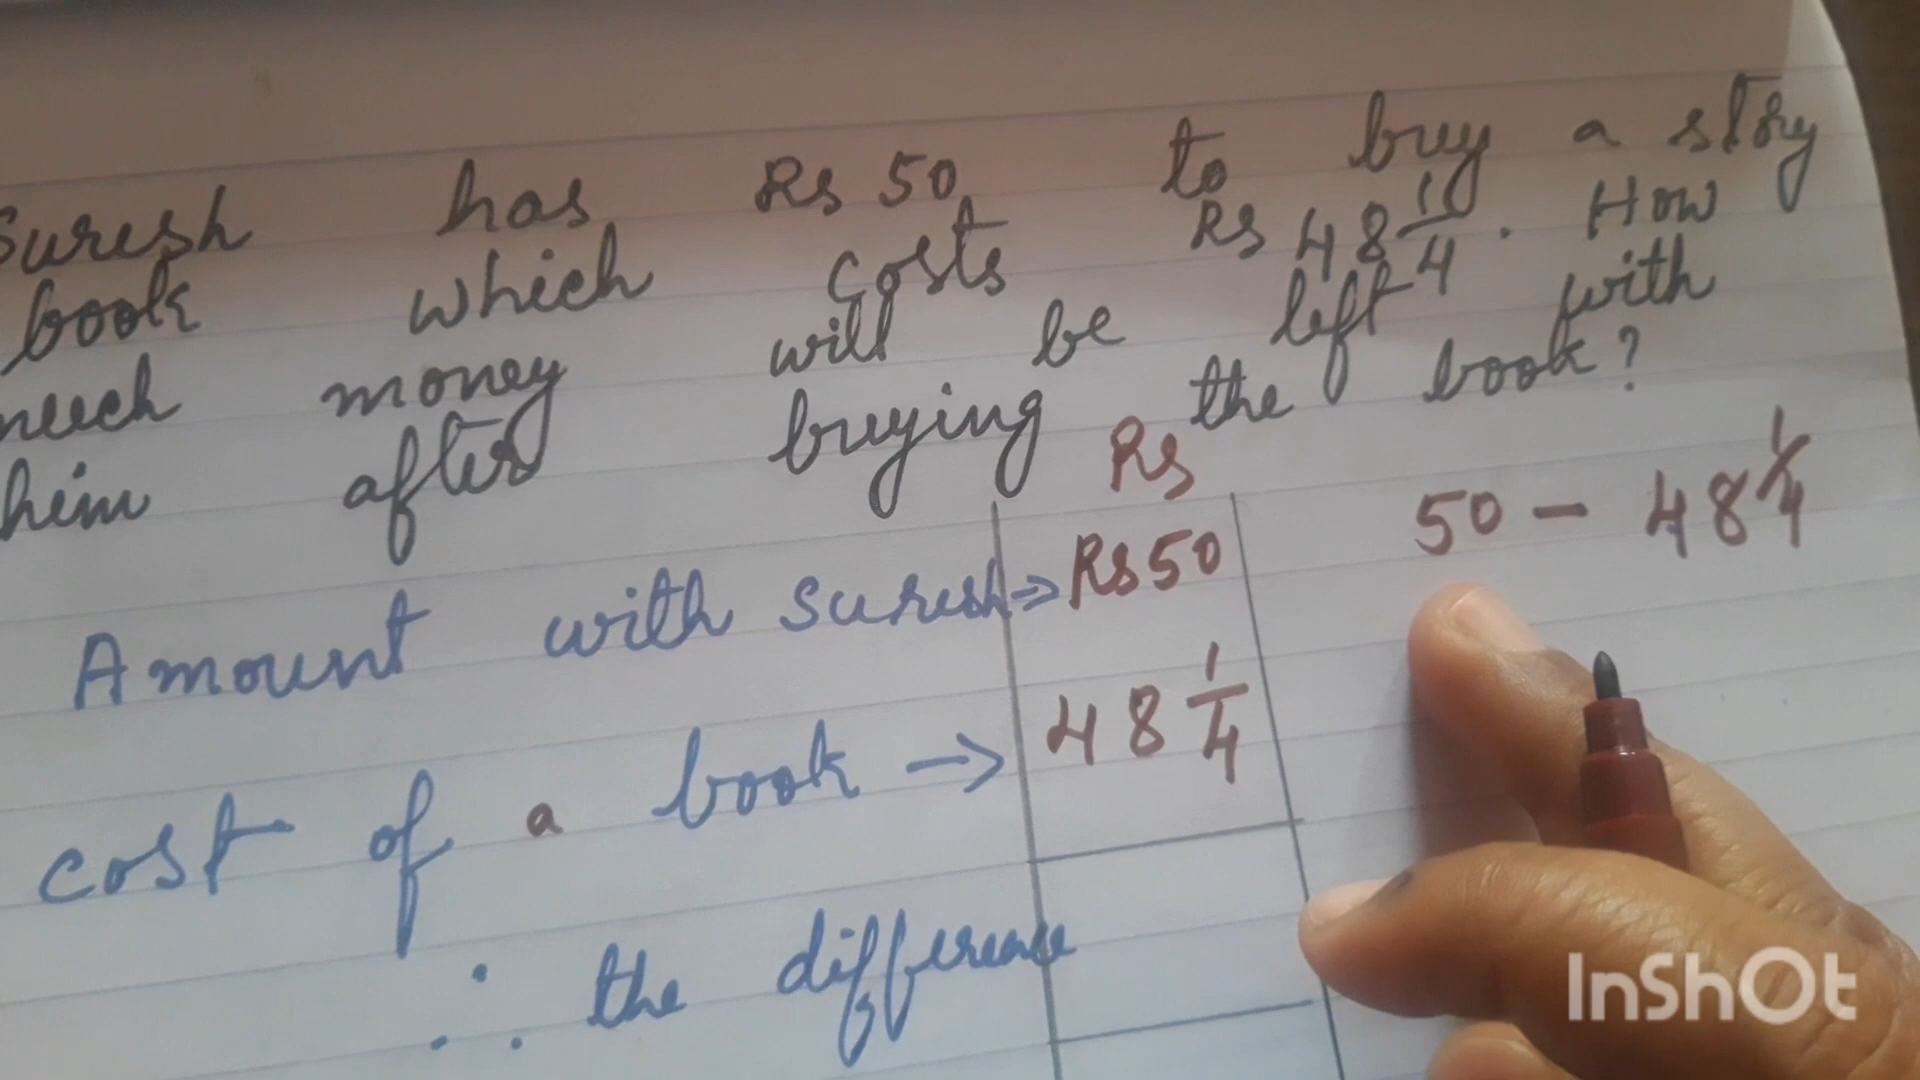 Suresh has Rs 50 to buy a story
book which costs Rs 48 1/4. How
much money will be left with
him after buying the book?
Rs
Amount with Suresh → Rs 50
50 - 48 1/4
cost of a book → 48 1/4
∴ the difference
InShOt